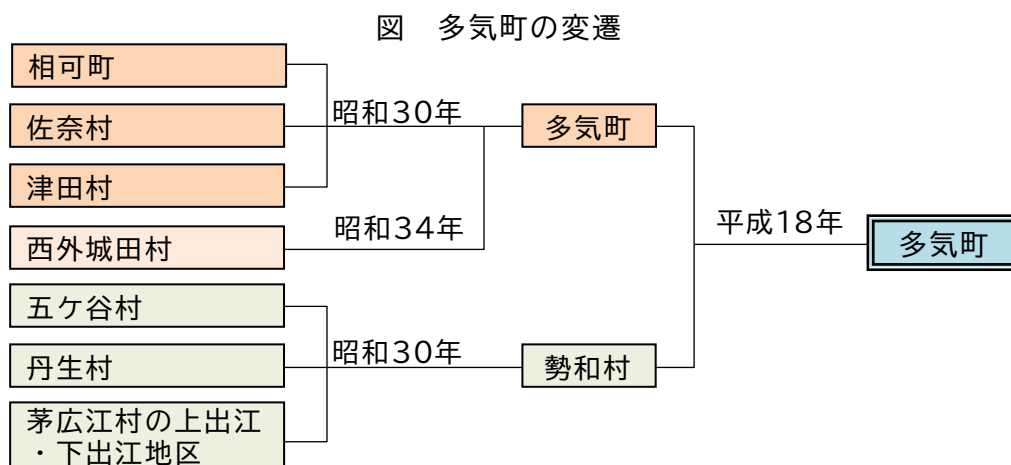 図　多気町の変遷
相可町
佐奈村
津田村
西外城田村
五ケ谷村
丹生村
茅広江村の上出江
・下出江地区
昭和30年
昭和34年
昭和30年
多気町
勢和村
平成18年
多気町